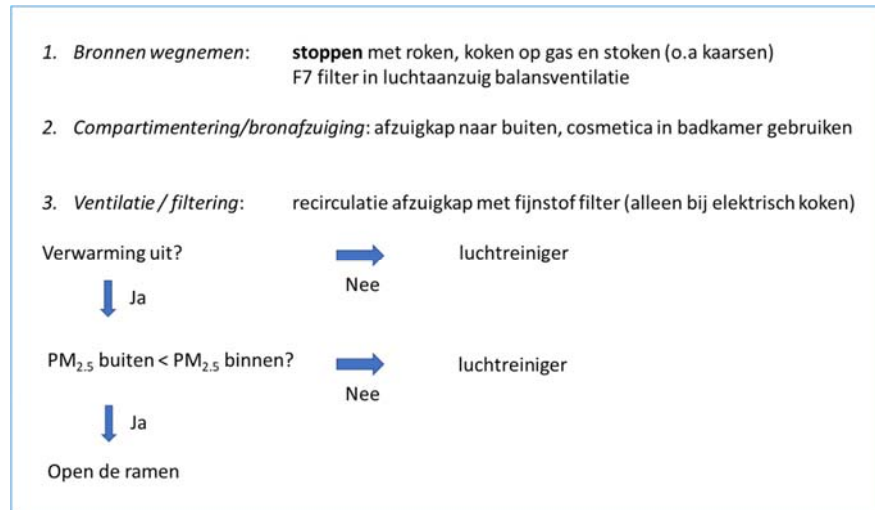 1. Bronnen wegnemen: stoppen met roken, koken op gas en stoken (o.a kaarsen)
F7 filter in luchtaanzuig balansventilatie
2. Compartimentering/bronafzuiging: afzuigkap naar buiten, cosmetica in badkamer gebruiken
3. Ventilatie / filtering: recirculatie afzuigkap met fijnstof filter (alleen bij elektrisch koken)
Verwarming uit? luchtreiniger
Nee
Ja
PM2.5 buiten < PM2.5 binnen? luchtreiniger
Nee
Ja
Open de ramen